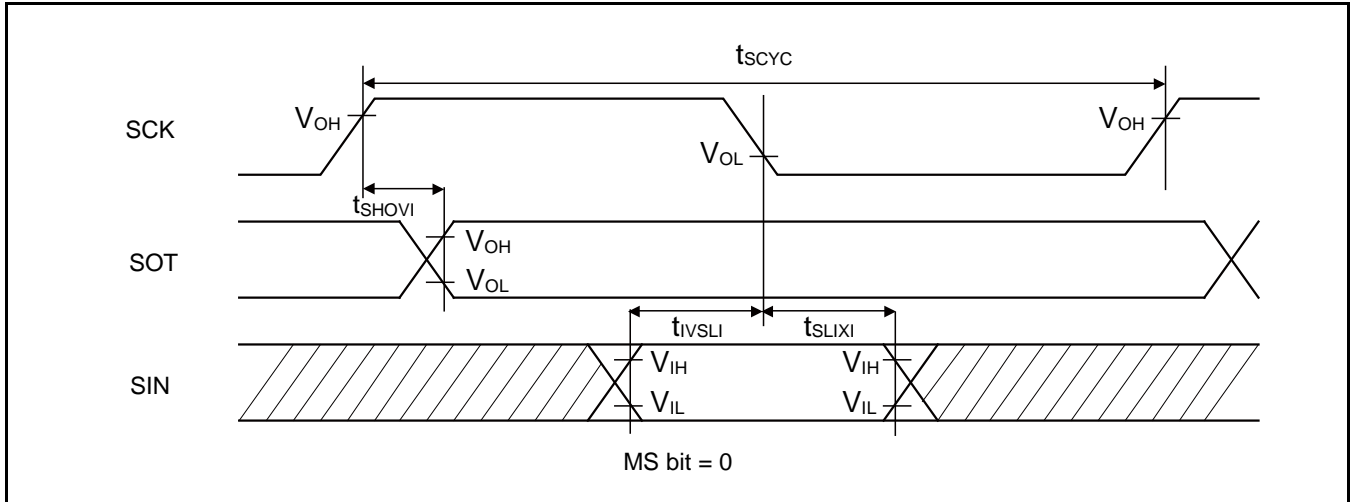 tSCYC
SCK
VOH
VOL
VOH
tSHOVI
SOT
VOH
VOL
tIVSLI
tSLIXI
SIN
VIH
VIH
VIL
VIL
MS bit = 0